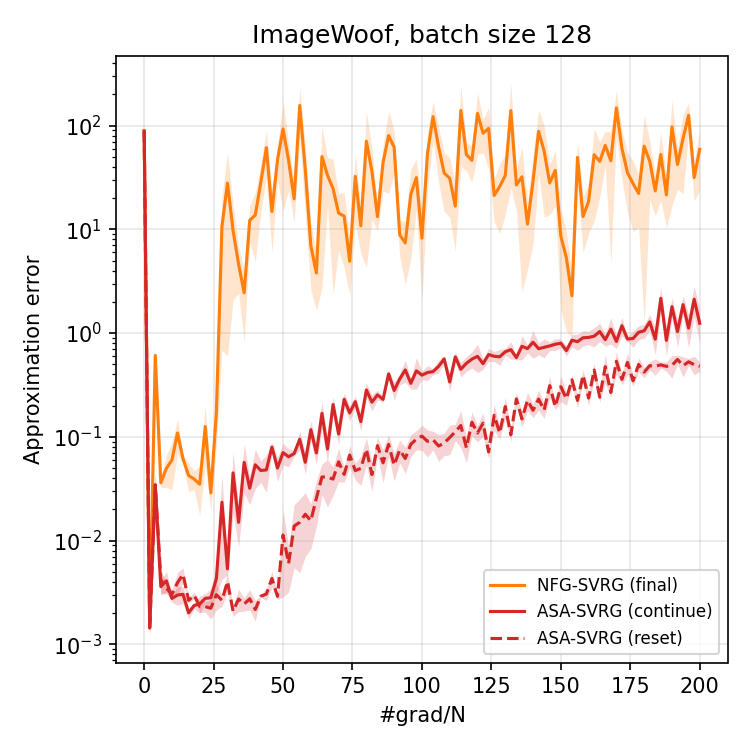 ImageWoof, batch size 128
Approximation error
10²
10¹
10⁰
10⁻¹
10⁻²
10⁻³
NFG-SVRG (final)
ASA-SVRG (continue)
ASA-SVRG (reset)
0 25 50 75 100 125 150 175 200
#grad/N